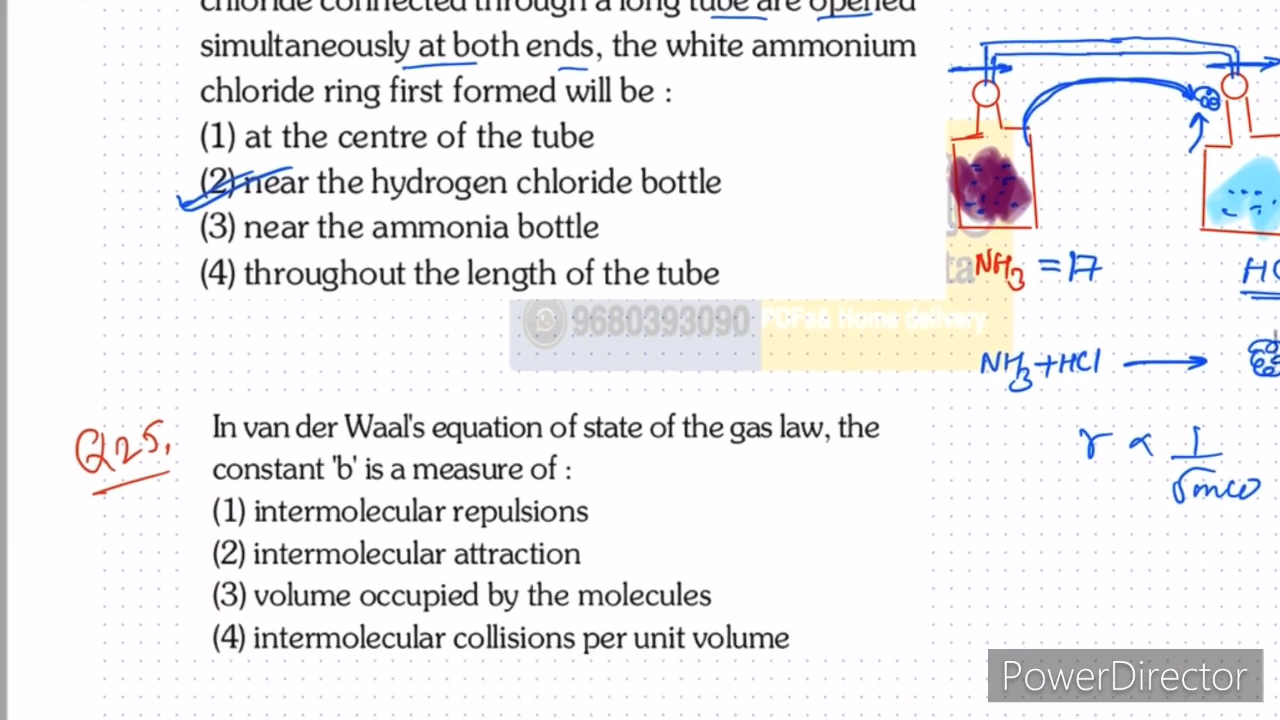 chloride connected through a long tube are opened
simultaneously at both ends, the white ammonium
chloride ring first formed will be :
(1) at the centre of the tube
(2) near the hydrogen chloride bottle
(3) near the ammonia bottle
(4) throughout the length of the tube
NH3 = 17
9680393090 PDFs & Home delivery
NH3 + HCl →
Q25.
In van der Waal's equation of state of the gas law, the
constant 'b' is a measure of :
r ∝ 1/√mw
(1) intermolecular repulsions
(2) intermolecular attraction
(3) volume occupied by the molecules
(4) intermolecular collisions per unit volume
PowerDirector